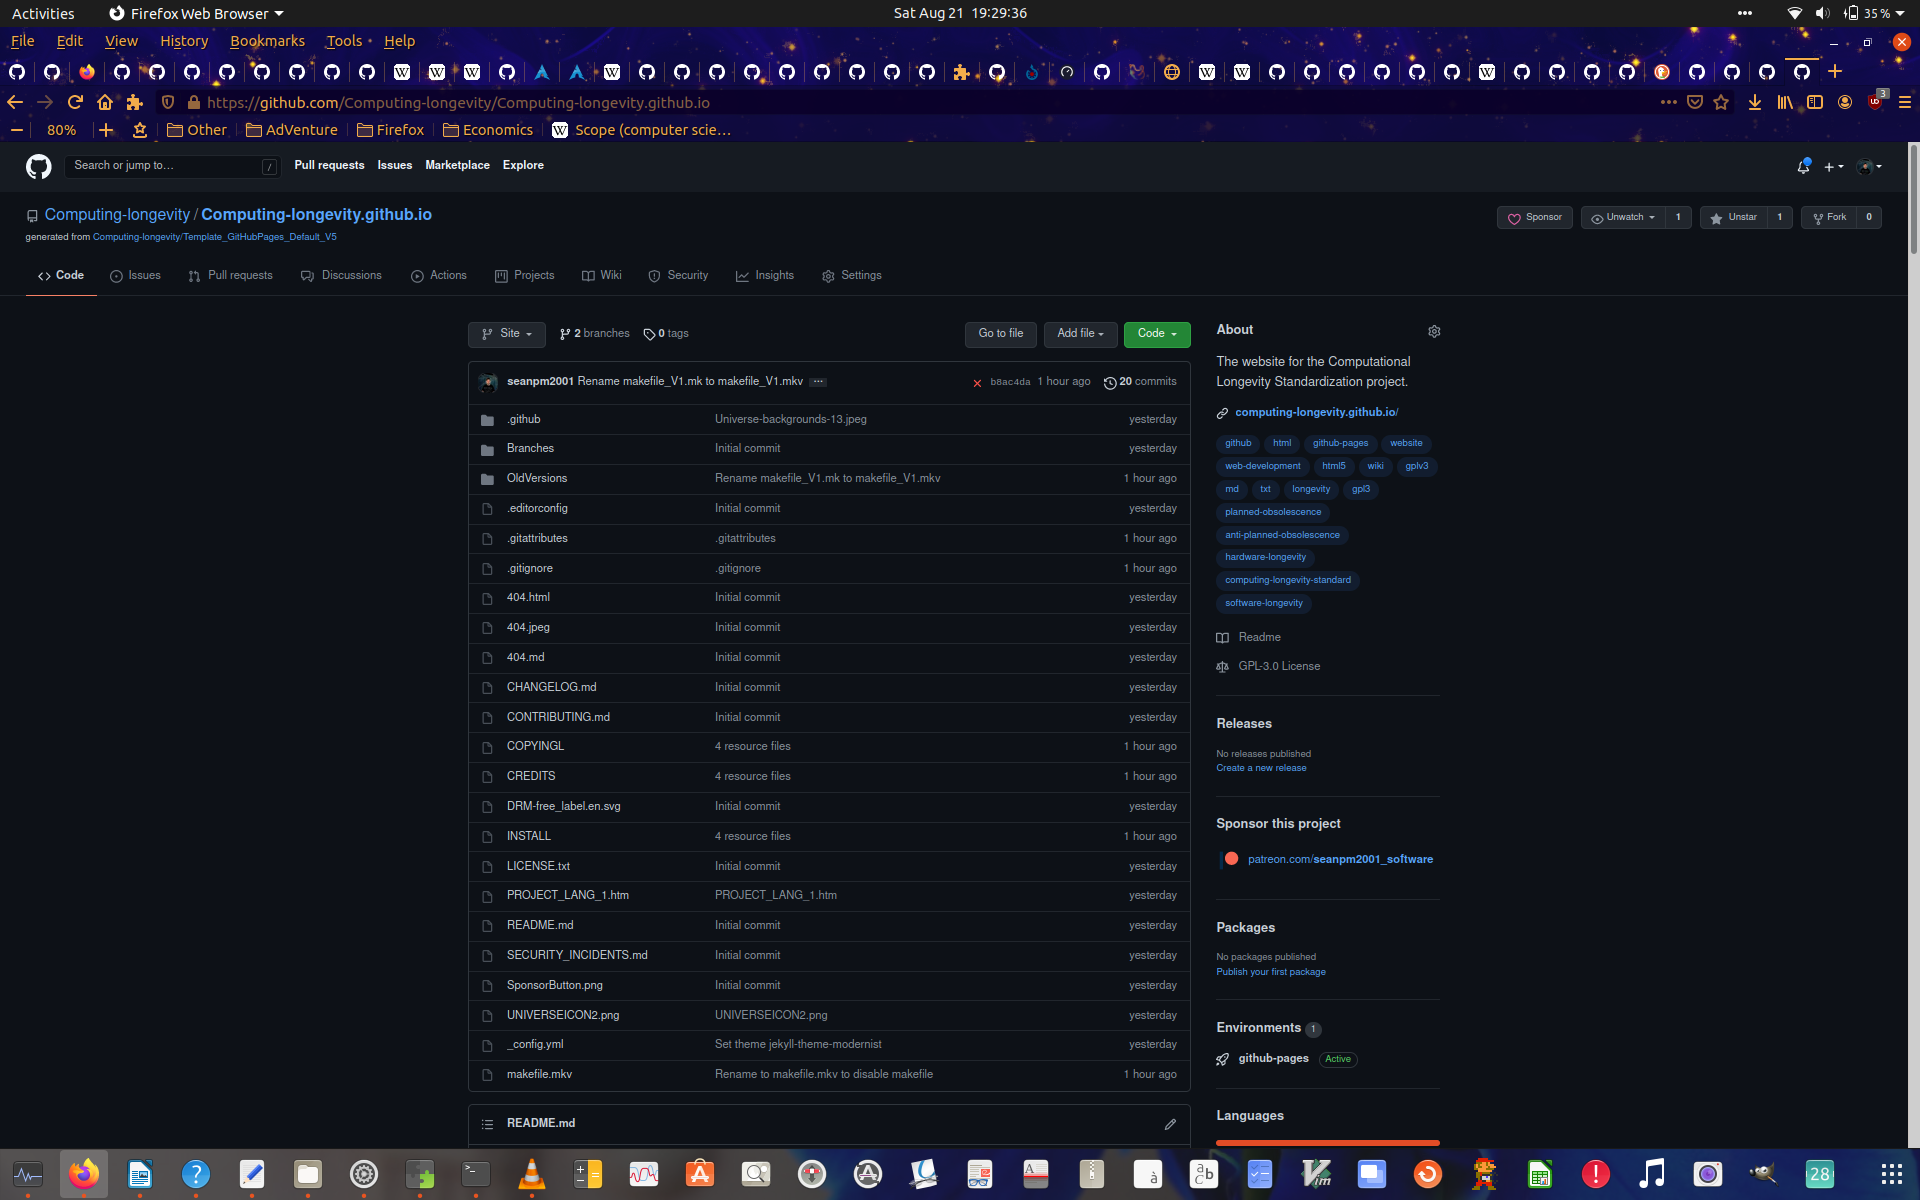 Activities Firefox Web Browser Sat Aug 21 19:29:36 35 %
File Edit View History Bookmarks Tools Help
https://github.com/Computing-longevity/Computing-longevity.github.io 3
80% Other AdVenture Firefox Economics Scope (computer scie…
Search or jump to… / Pull requests Issues Marketplace Explore
Computing-longevity / Computing-longevity.github.io Sponsor Unwatch 1 Unstar 1 Fork 0
generated from Computing-longevity/Template_GitHubPages_Default_V5
Code Issues Pull requests Discussions Actions Projects Wiki Security Insights Settings
Site 2 branches 0 tags Go to file Add file Code
seanpm2001 Rename makefile_V1.mk to makefile_V1.mkv ... b8ac4da 1 hour ago 20 commits
.github Universe-backgrounds-13.jpeg yesterday
Branches Initial commit yesterday
OldVersions Rename makefile_V1.mk to makefile_V1.mkv 1 hour ago
.editorconfig Initial commit yesterday
.gitattributes .gitattributes 1 hour ago
.gitignore .gitignore 1 hour ago
404.html Initial commit yesterday
404.jpeg Initial commit yesterday
404.md Initial commit yesterday
CHANGELOG.md Initial commit yesterday
CONTRIBUTING.md Initial commit yesterday
COPYINGL 4 resource files 1 hour ago
CREDITS 4 resource files 1 hour ago
DRM-free_label.en.svg Initial commit yesterday
INSTALL 4 resource files 1 hour ago
LICENSE.txt Initial commit yesterday
PROJECT_LANG_1.htm PROJECT_LANG_1.htm yesterday
README.md Initial commit yesterday
SECURITY_INCIDENTS.md Initial commit yesterday
SponsorButton.png Initial commit yesterday
UNIVERSEICON2.png UNIVERSEICON2.png yesterday
_config.yml Set theme jekyll-theme-modernist yesterday
makefile.mkv Rename to makefile.mkv to disable makefile 1 hour ago
README.md
About
The website for the Computational
Longevity Standardization project.
computing-longevity.github.io/
github html github-pages website
web-development html5 wiki gplv3
md txt longevity gpl3
planned-obsolescence
anti-planned-obsolescence
hardware-longevity
computing-longevity-standard
software-longevity
Readme
GPL-3.0 License
Releases
No releases published
Create a new release
Sponsor this project
patreon.com/seanpm2001_software
Packages
No packages published
Publish your first package
Environments 1
github-pages Active
Languages
28